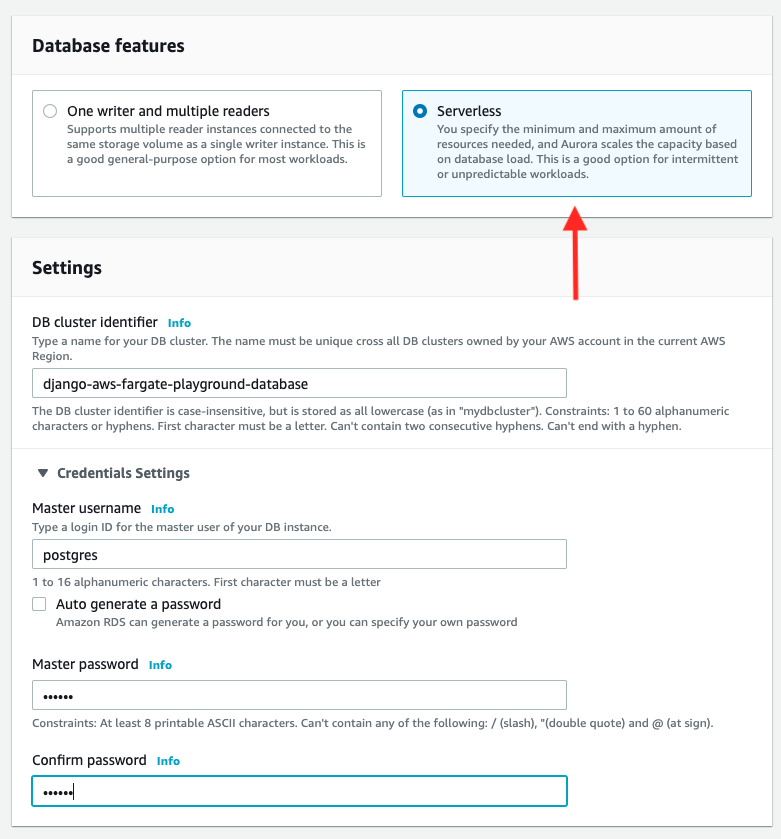 Database features
One writer and multiple readers
Supports multiple reader instances connected to the
same storage volume as a single writer instance. This is
a good general-purpose option for most workloads.
Serverless
You specify the minimum and maximum amount of
resources needed, and Aurora scales the capacity based
on database load. This is a good option for intermittent
or unpredictable workloads.
Settings
DB cluster identifier Info
Type a name for your DB cluster. The name must be unique cross all DB clusters owned by your AWS account in the current AWS
Region.
django-aws-fargate-playground-database
The DB cluster identifier is case-insensitive, but is stored as all lowercase (as in "mydbcluster"). Constraints: 1 to 60 alphanumeric
characters or hyphens. First character must be a letter. Can't contain two consecutive hyphens. Can't end with a hyphen.
Credentials Settings
Master username Info
Type a login ID for the master user of your DB instance.
postgres
1 to 16 alphanumeric characters. First character must be a letter
Auto generate a password
Amazon RDS can generate a password for you, or you can specify your own password
Master password Info
••••••
Constraints: At least 8 printable ASCII characters. Can't contain any of the following: / (slash), "(double quote) and @ (at sign).
Confirm password Info
••••••